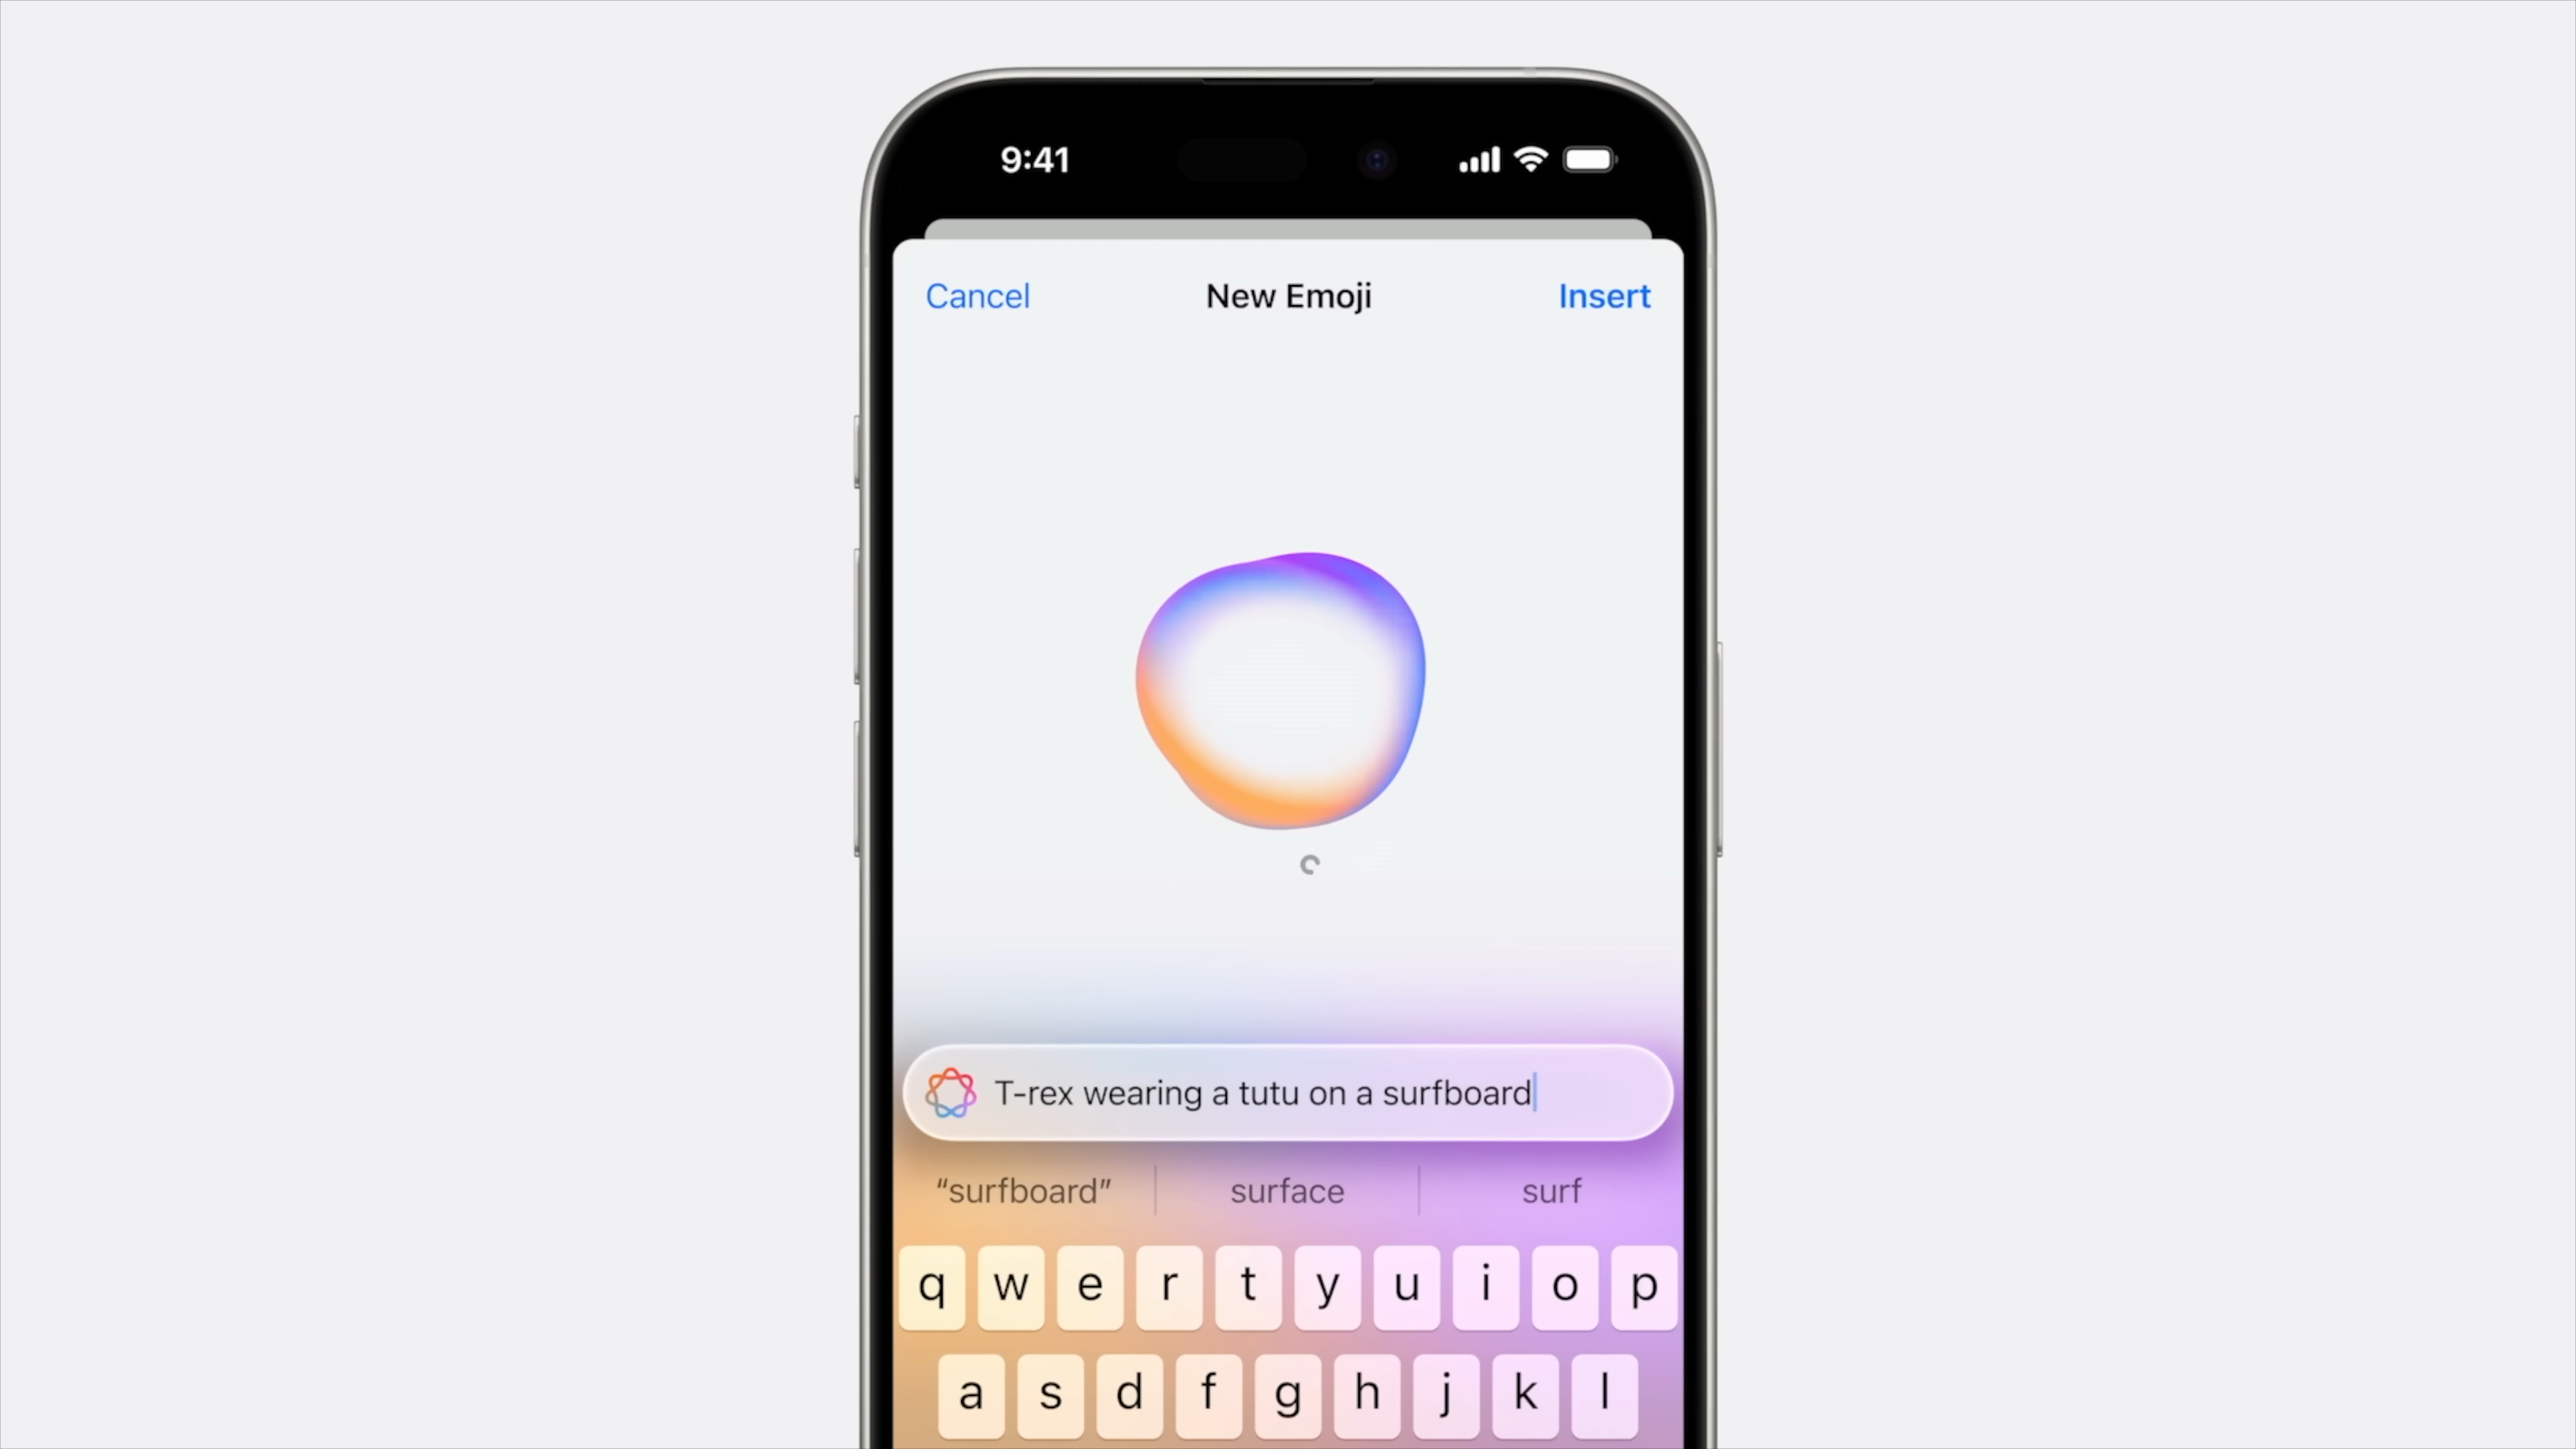 9:41
Cancel New Emoji Insert
T-rex wearing a tutu on a surfboard
“surfboard” surface surf
q w e r t y u i o p
a s d f g h j k l